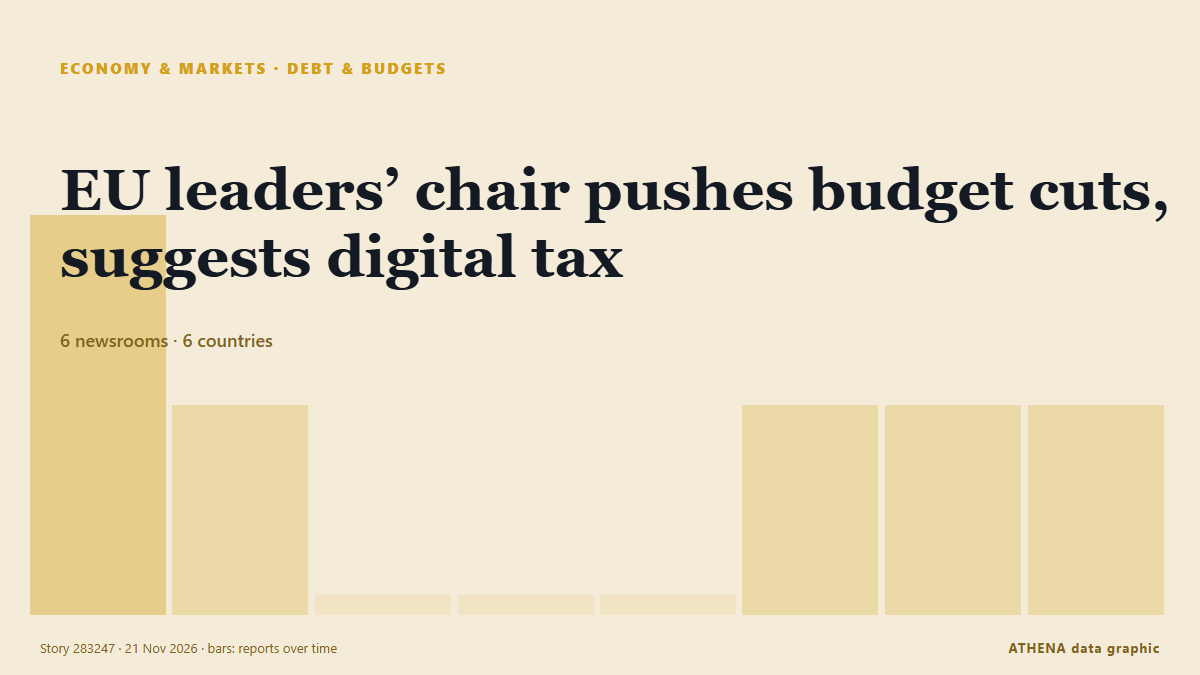 ECONOMY & MARKETS · DEBT & BUDGETS
EU leaders’ chair pushes budget cuts,
suggests digital tax
6 newsrooms · 6 countries
Story 283247 · 21 Nov 2026 · bars: reports over time
ATHENA data graphic